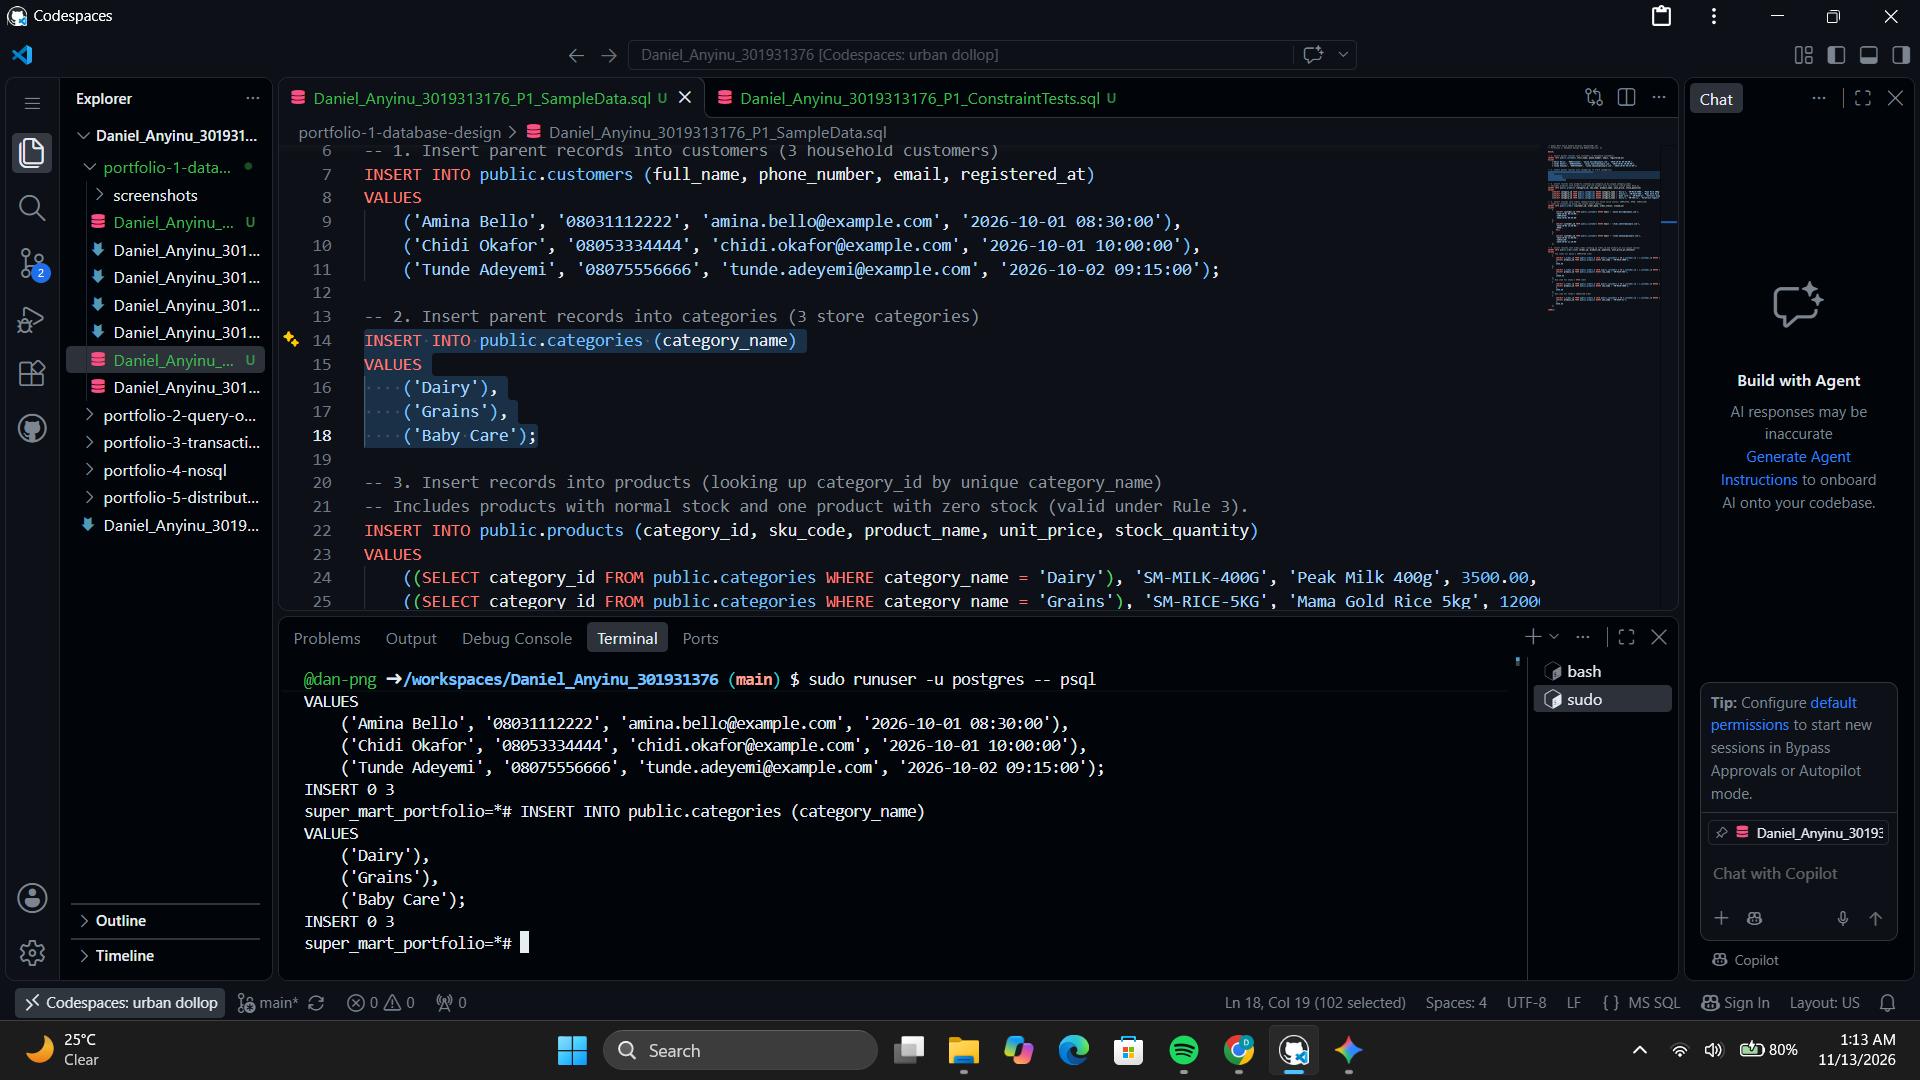 Codespaces
Daniel_Anyinu_301931376 [Codespaces: urban dollop]
Explorer
Daniel_Anyinu_301931...
portfolio-1-data...
screenshots
Daniel_Anyinu_... U
Daniel_Anyinu_301...
Daniel_Anyinu_301...
Daniel_Anyinu_301...
Daniel_Anyinu_301...
Daniel_Anyinu_... U
Daniel_Anyinu_301...
portfolio-2-query-o...
portfolio-3-transacti...
portfolio-4-nosql
portfolio-5-distribut...
Daniel_Anyinu_3019...
2
Outline
Timeline
Daniel_Anyinu_3019313176_P1_SampleData.sql U
Daniel_Anyinu_3019313176_P1_ConstraintTests.sql U
portfolio-1-database-design > Daniel_Anyinu_3019313176_P1_SampleData.sql
6 -- 1. Insert parent records into customers (3 household customers)
7 INSERT INTO public.customers (full_name, phone_number, email, registered_at)
8 VALUES
9 ('Amina Bello', '08031112222', 'amina.bello@example.com', '2026-10-01 08:30:00'),
10 ('Chidi Okafor', '08053334444', 'chidi.okafor@example.com', '2026-10-01 10:00:00'),
11 ('Tunde Adeyemi', '08075556666', 'tunde.adeyemi@example.com', '2026-10-02 09:15:00');
12
13 -- 2. Insert parent records into categories (3 store categories)
14 INSERT INTO public.categories (category_name)
15 VALUES
16 ('Dairy'),
17 ('Grains'),
18 ('Baby Care');
19
20 -- 3. Insert records into products (looking up category_id by unique category_name)
21 -- Includes products with normal stock and one product with zero stock (valid under Rule 3).
22 INSERT INTO public.products (category_id, sku_code, product_name, unit_price, stock_quantity)
23 VALUES
24 ((SELECT category_id FROM public.categories WHERE category_name = 'Dairy'), 'SM-MILK-400G', 'Peak Milk 400g', 3500.00,
25 ((SELECT category_id FROM public.categories WHERE category_name = 'Grains'), 'SM-RICE-5KG', 'Mama Gold Rice 5kg', 1200
Problems Output Debug Console Terminal Ports
@dan-png ➜/workspaces/Daniel_Anyinu_301931376 (main) $ sudo runuser -u postgres -- psql
VALUES
('Amina Bello', '08031112222', 'amina.bello@example.com', '2026-10-01 08:30:00'),
('Chidi Okafor', '08053334444', 'chidi.okafor@example.com', '2026-10-01 10:00:00'),
('Tunde Adeyemi', '08075556666', 'tunde.adeyemi@example.com', '2026-10-02 09:15:00');
INSERT 0 3
super_mart_portfolio=*# INSERT INTO public.categories (category_name)
VALUES
('Dairy'),
('Grains'),
('Baby Care');
INSERT 0 3
super_mart_portfolio=*#
bash
sudo
Chat
Build with Agent
AI responses may be
inaccurate
Generate Agent
Instructions to onboard
AI onto your codebase.
Tip: Configure default
permissions to start new
sessions in Bypass
Approvals or Autopilot
mode.
Daniel_Anyinu_30193
Chat with Copilot
Copilot
Codespaces: urban dollop main* 0 0 0
Ln 18, Col 19 (102 selected) Spaces: 4 UTF-8 LF {} MS SQL Sign In Layout: US
25°C
Clear
Search
80%
1:13 AM
11/13/2026